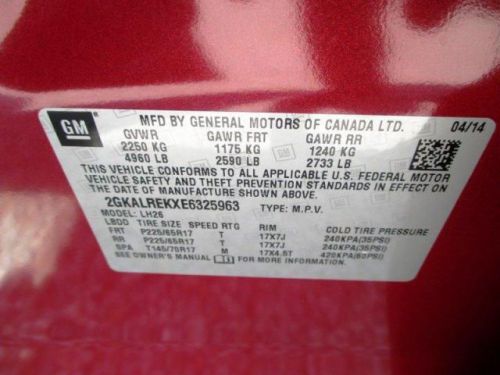 GM
MFD BY GENERAL MOTORS OF CANADA LTD. 04/14
GVWR GAWR FRT GAWR RR
2250 KG 1175 KG 1240 KG
4960 LB 2590 LB 2733 LB
THIS VEHICLE CONFORMS TO ALL APPLICABLE U.S. FEDERAL MOTOR
VEHICLE SAFETY AND THEFT PREVENTION STANDARDS IN EFFECT ON
THE DATE OF MANUFACTURE SHOWN ABOVE.
2GKALREKXE6325963 TYPE: M.P.V.
MODEL: LH26
LBDD TIRE SIZE SPEED RTG RIM COLD TIRE PRESSURE
FRT P225/65R17 T 17X7J 240KPA(35PSI)
RR P225/65R17 T 17X7J 240KPA(35PSI)
SPA T145/70R17 M 17X4.5T 420KPA(60PSI)
SEE OWNER'S MANUAL FOR MORE INFORMATION